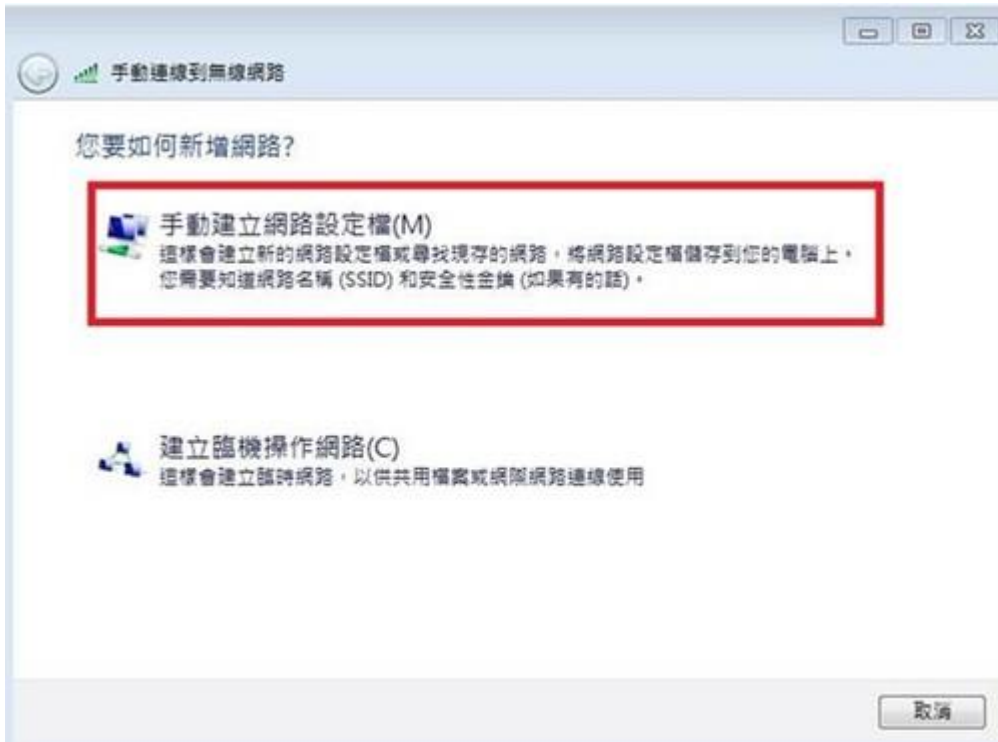 手動連線到無線網路
您要如何新增網路?
手動建立網路設定檔(M)
這樣會建立新的網路設定檔或尋找現存的網路，將網路設定檔儲存到您的電腦上。
您需要知道網路名稱 (SSID) 和安全性金鑰 (如果有的話)。
建立臨機操作網路(C)
這樣會建立臨時網路，以供共用檔案或網際網路連線使用
取消